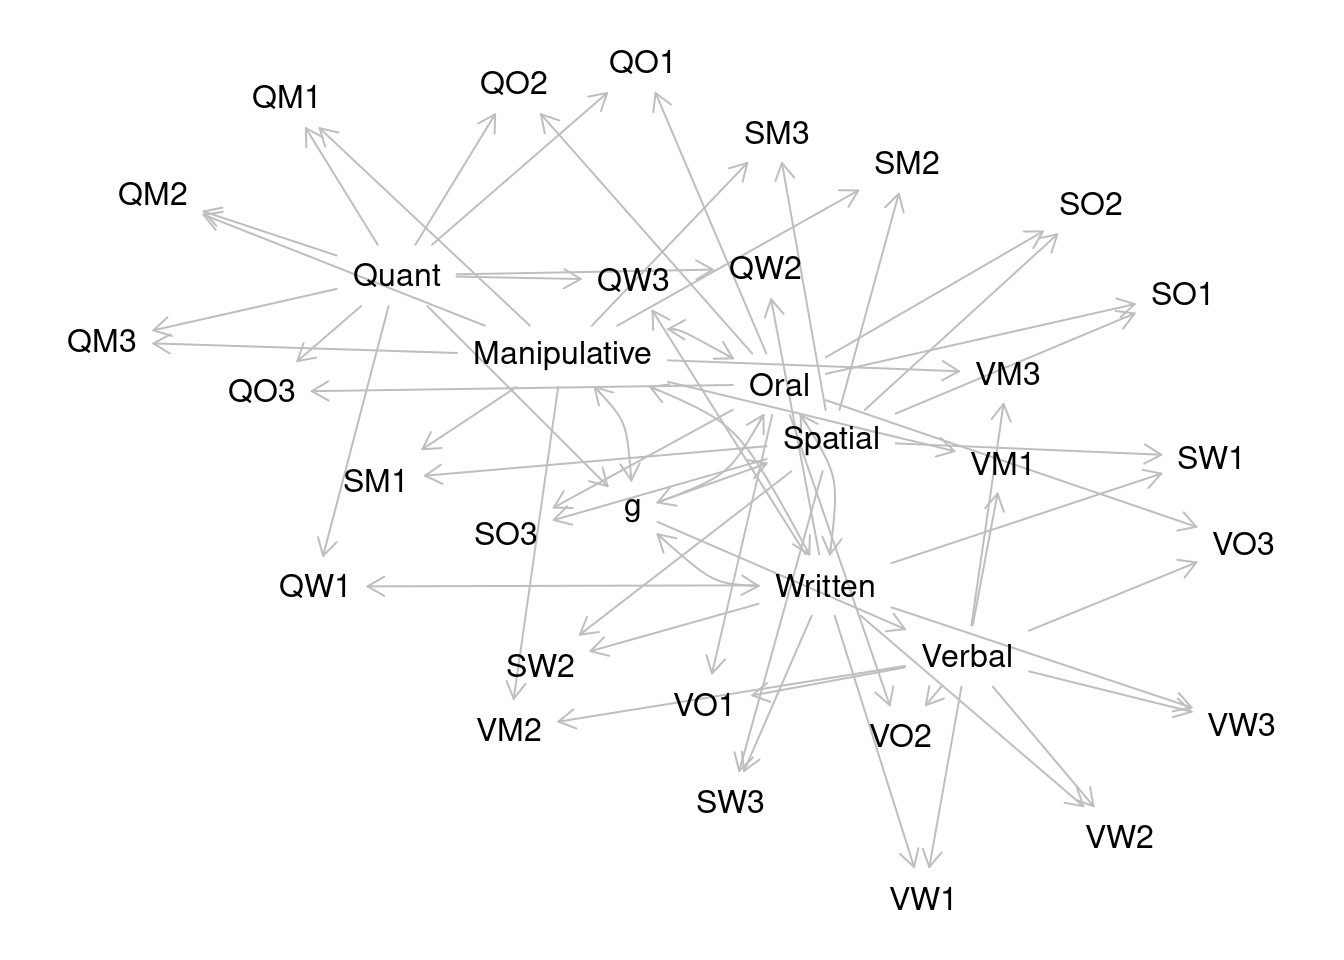 QO1
QO2
QM1
SM3
SM2
QM2
SO2
QW2
Quant
QW3
SO1
QM3
Manipulative
VM3
Oral
QO3
Spatial
SW1
VM1
SM1
g
SO3
VO3
QW1
Written
Verbal
SW2
VO1
VW3
VM2
VO2
SW3
VW2
VW1